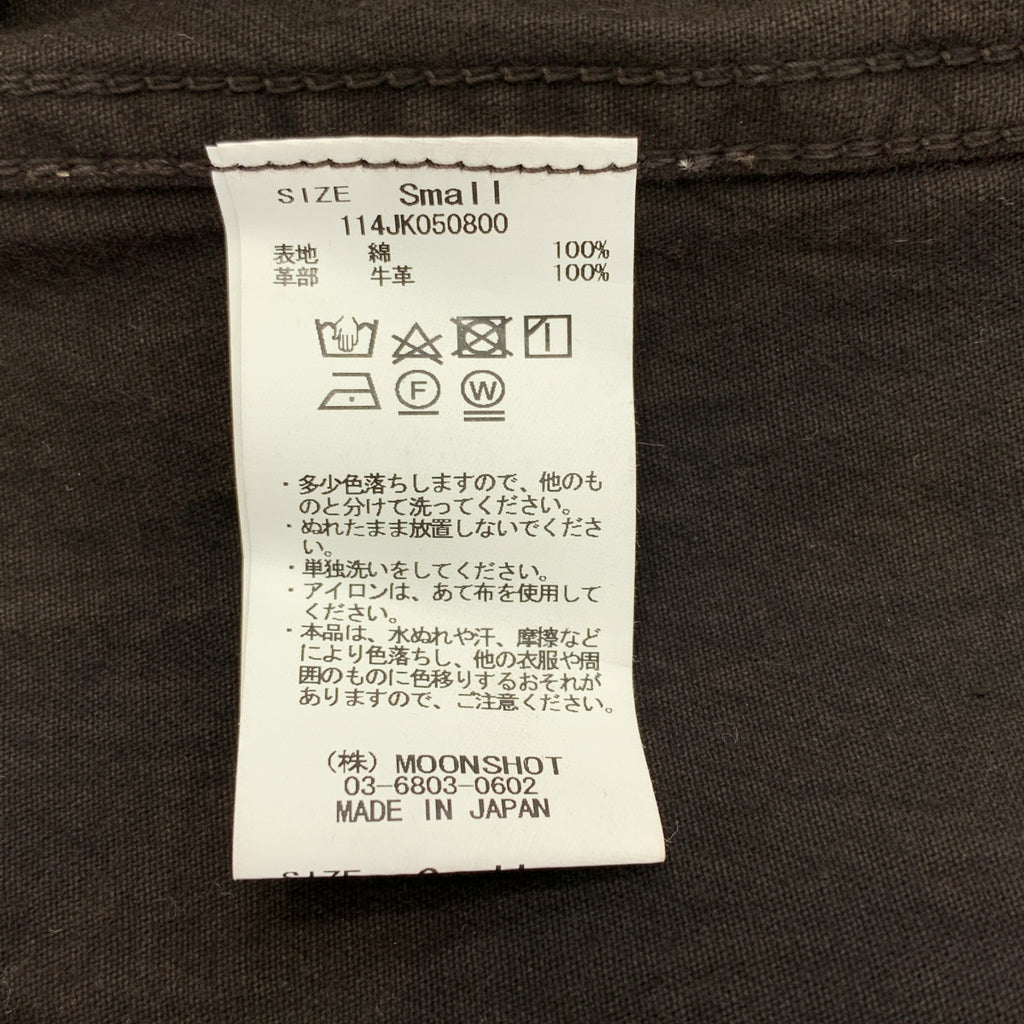 SIZE Small
114JK050800
表地 綿 100%
革部 牛革 100%
F W
・多少色落ちしますので、他のも
のと分けて洗ってください。
・ぬれたまま放置しないでくださ
い。
・単独洗いをしてください。
・アイロンは、あて布を使用して
ください。
・本品は、水ぬれや汗、摩擦など
により色落ちし、他の衣服や周
囲のものに色移りするおそれが
ありますので、ご注意ください。
（株）MOONSHOT
03-6803-0602
MADE IN JAPAN